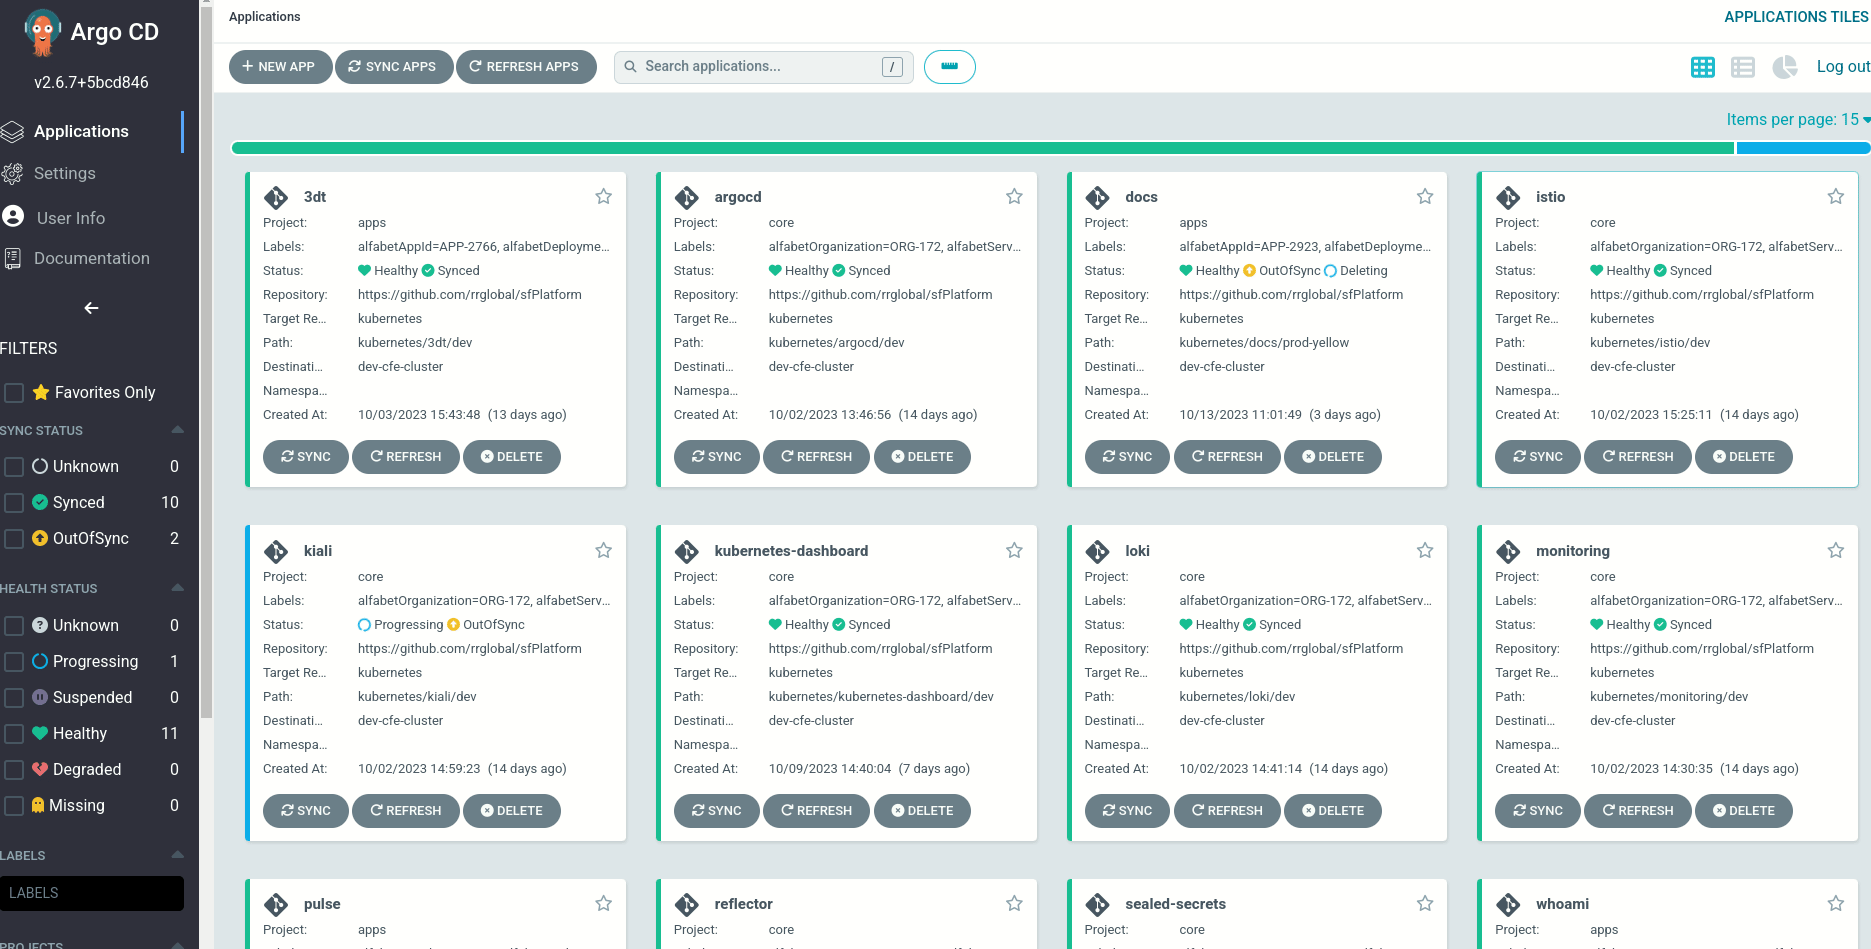 Argo CD
v2.6.7+5bcd846
Applications
Settings
User Info
Documentation
FILTERS
Favorites Only
SYNC STATUS
Unknown 0
Synced 10
OutOfSync 2
HEALTH STATUS
Unknown 0
Progressing 1
Suspended 0
Healthy 11
Degraded 0
Missing 0
LABELS
LABELS
PROJECTS
Applications
APPLICATIONS TILES
NEW APP SYNC APPS REFRESH APPS Search applications... / Log out
Items per page: 15
3dt
Project: apps
Labels: alfabetAppId=APP-2766, alfabetDeployme...
Status: Healthy Synced
Repository: https://github.com/rrglobal/sfPlatform
Target Re... kubernetes
Path: kubernetes/3dt/dev
Destinati... dev-cfe-cluster
Namespa...
Created At: 10/03/2023 15:43:48 (13 days ago)
SYNC REFRESH DELETE
argocd
Project: core
Labels: alfabetOrganization=ORG-172, alfabetServ...
Status: Healthy Synced
Repository: https://github.com/rrglobal/sfPlatform
Target Re... kubernetes
Path: kubernetes/argocd/dev
Destinati... dev-cfe-cluster
Namespa...
Created At: 10/02/2023 13:46:56 (14 days ago)
SYNC REFRESH DELETE
docs
Project: apps
Labels: alfabetAppId=APP-2923, alfabetDeployme...
Status: Healthy OutOfSync Deleting
Repository: https://github.com/rrglobal/sfPlatform
Target Re... kubernetes
Path: kubernetes/docs/prod-yellow
Destinati... dev-cfe-cluster
Namespa...
Created At: 10/13/2023 11:01:49 (3 days ago)
SYNC REFRESH DELETE
istio
Project: core
Labels: alfabetOrganization=ORG-172, alfabetServ...
Status: Healthy Synced
Repository: https://github.com/rrglobal/sfPlatform
Target Re... kubernetes
Path: kubernetes/istio/dev
Destinati... dev-cfe-cluster
Namespa...
Created At: 10/02/2023 15:25:11 (14 days ago)
SYNC REFRESH DELETE
kiali
Project: core
Labels: alfabetOrganization=ORG-172, alfabetServ...
Status: Progressing OutOfSync
Repository: https://github.com/rrglobal/sfPlatform
Target Re... kubernetes
Path: kubernetes/kiali/dev
Destinati... dev-cfe-cluster
Namespa...
Created At: 10/02/2023 14:59:23 (14 days ago)
SYNC REFRESH DELETE
kubernetes-dashboard
Project: core
Labels: alfabetOrganization=ORG-172, alfabetServ...
Status: Healthy Synced
Repository: https://github.com/rrglobal/sfPlatform
Target Re... kubernetes
Path: kubernetes/kubernetes-dashboard/dev
Destinati... dev-cfe-cluster
Namespa...
Created At: 10/09/2023 14:40:04 (7 days ago)
SYNC REFRESH DELETE
loki
Project: core
Labels: alfabetOrganization=ORG-172, alfabetServ...
Status: Healthy Synced
Repository: https://github.com/rrglobal/sfPlatform
Target Re... kubernetes
Path: kubernetes/loki/dev
Destinati... dev-cfe-cluster
Namespa...
Created At: 10/02/2023 14:41:14 (14 days ago)
SYNC REFRESH DELETE
monitoring
Project: core
Labels: alfabetOrganization=ORG-172, alfabetServ...
Status: Healthy Synced
Repository: https://github.com/rrglobal/sfPlatform
Target Re... kubernetes
Path: kubernetes/monitoring/dev
Destinati... dev-cfe-cluster
Namespa...
Created At: 10/02/2023 14:30:35 (14 days ago)
SYNC REFRESH DELETE
pulse
Project: apps
reflector
Project: core
sealed-secrets
Project: core
whoami
Project: apps